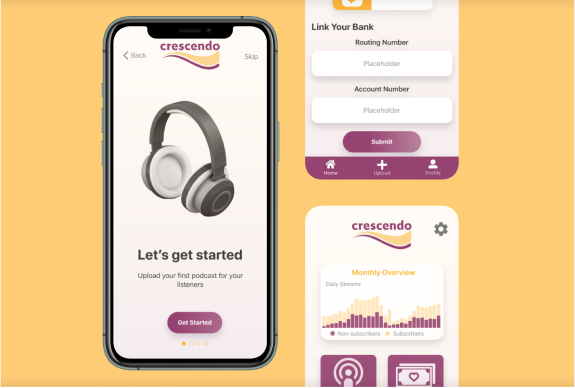 Back
crescendo
Skip
Let's get started
Upload your first podcast for your
listeners
Get Started
Link Your Bank
Routing Number
Placeholder
Account Number
Placeholder
Submit
Home
Upload
Profile
crescendo
Monthly Overview
Daily Streams
Non-subscribers
Subscribers